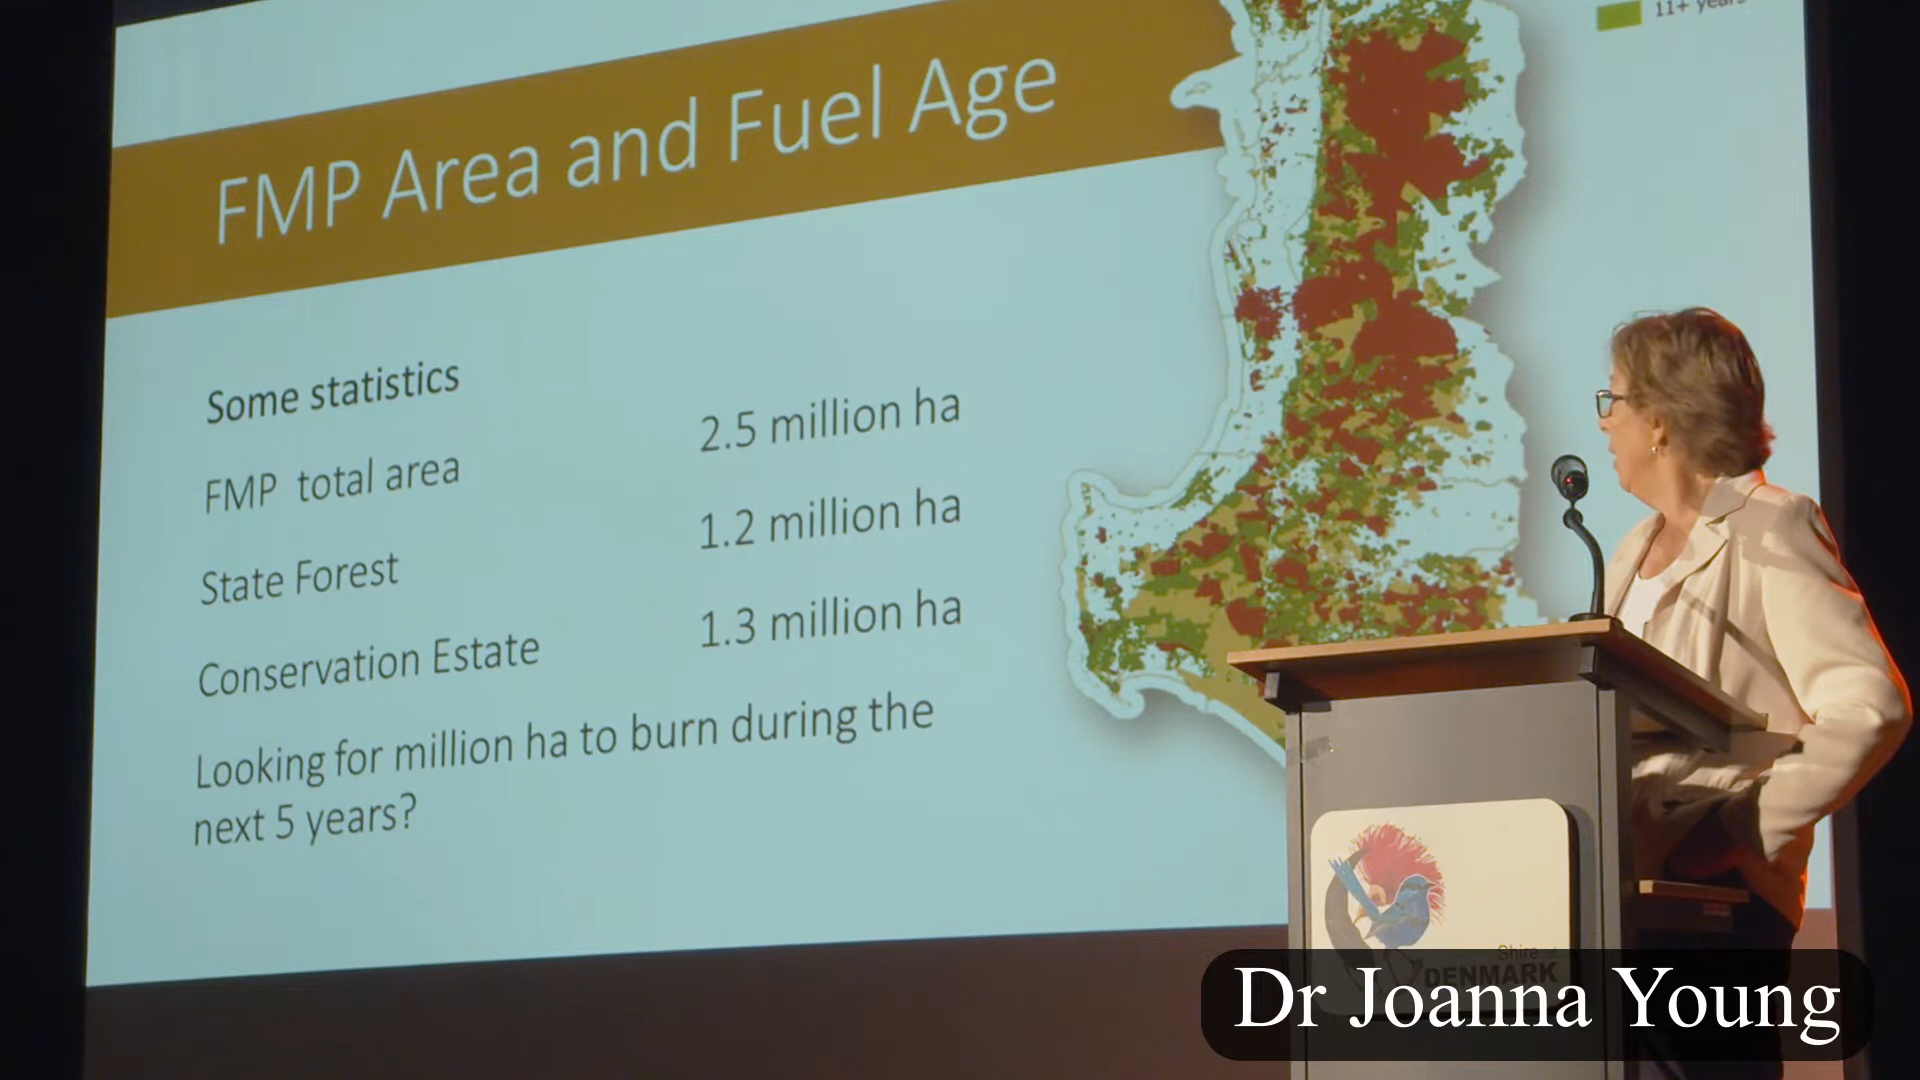 11+ years
FMP Area and Fuel Age
Some statistics
FMP total area 2.5 million ha
State Forest 1.2 million ha
Conservation Estate 1.3 million ha
Looking for million ha to burn during the
next 5 years?
Shire of
DENMARK
Dr Joanna Young